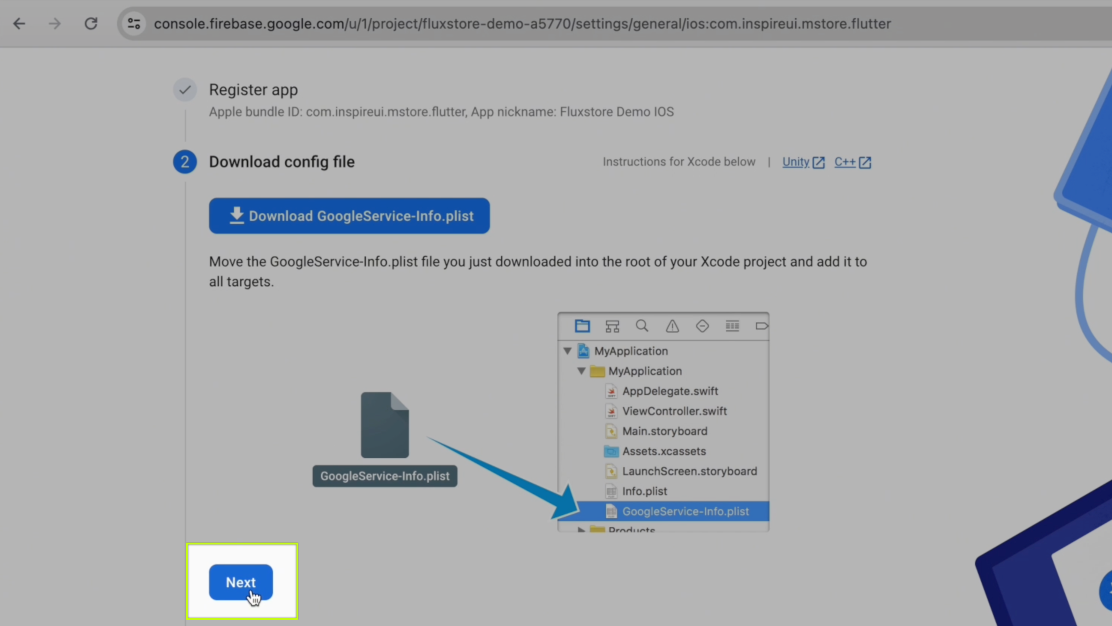 console.firebase.google.com/u/1/project/fluxstore-demo-a5770/settings/general/ios:com.inspireui.mstore.flutter
Register app
Apple bundle ID: com.inspireui.mstore.flutter, App nickname: Fluxstore Demo IOS
2 Download config file
Instructions for Xcode below | Unity C++
Download GoogleService-Info.plist
Move the GoogleService-Info.plist file you just downloaded into the root of your Xcode project and add it to
all targets.
MyApplication
MyApplication
AppDelegate.swift
ViewController.swift
Main.storyboard
Assets.xcassets
LaunchScreen.storyboard
Info.plist
GoogleService-Info.plist
Products
GoogleService-Info.plist
Next